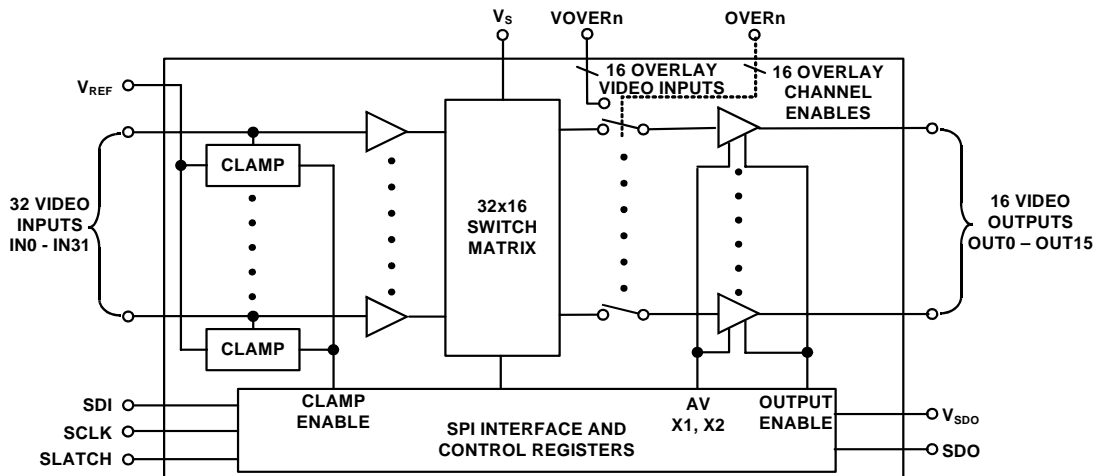 VS
VOVERn
OVERn
VREF
16 OVERLAY
VIDEO INPUTS
16 OVERLAY
CHANNEL
ENABLES
CLAMP
32 VIDEO
INPUTS
IN0 - IN31
32x16
SWITCH
MATRIX
16 VIDEO
OUTPUTS
OUT0 – OUT15
CLAMP
SDI
SCLK
SLATCH
CLAMP
ENABLE
SPI INTERFACE AND
CONTROL REGISTERS
AV
X1, X2
OUTPUT
ENABLE
VSDO
SDO